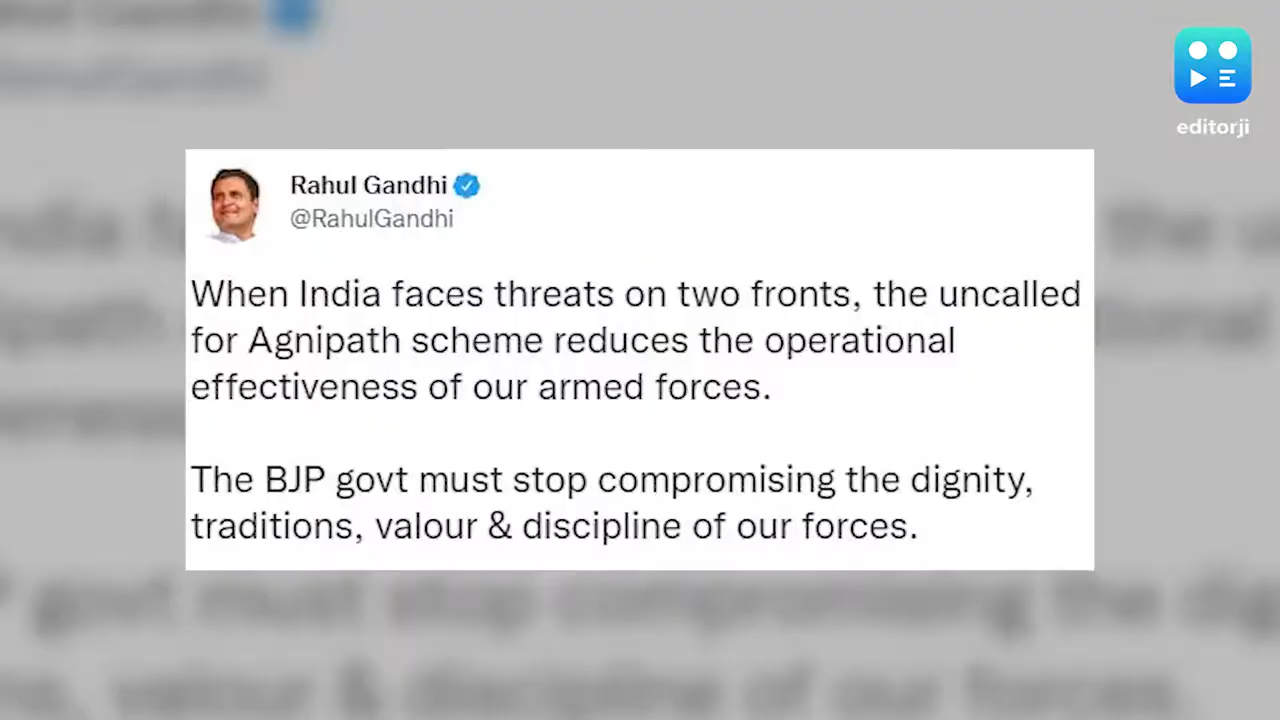 editorji
Rahul Gandhi
@RahulGandhi
When India faces threats on two fronts, the uncalled
for Agnipath scheme reduces the operational
effectiveness of our armed forces.
The BJP govt must stop compromising the dignity,
traditions, valour & discipline of our forces.